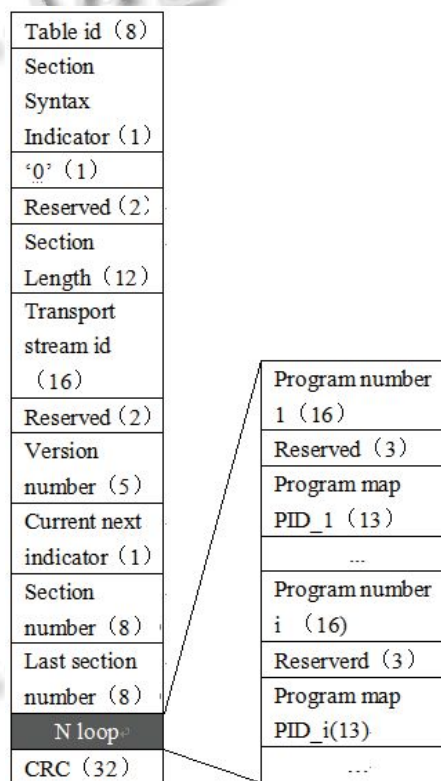 Table id（8）
Section
Syntax
Indicator（1）
‘0’（1）
Reserved（2）
Section
Length（12）
Transport
stream id
（16）
Reserved（2）
Version
number（5）
Current next
indicator（1）
Section
number（8）
Last section
number（8）
N loop
CRC（32）
Program number
1（16）
Reserved（3）
Program map
PID_1（13）
...
Program number
i （16)
Reserverd（3）
Program map
PID_i(13)
...